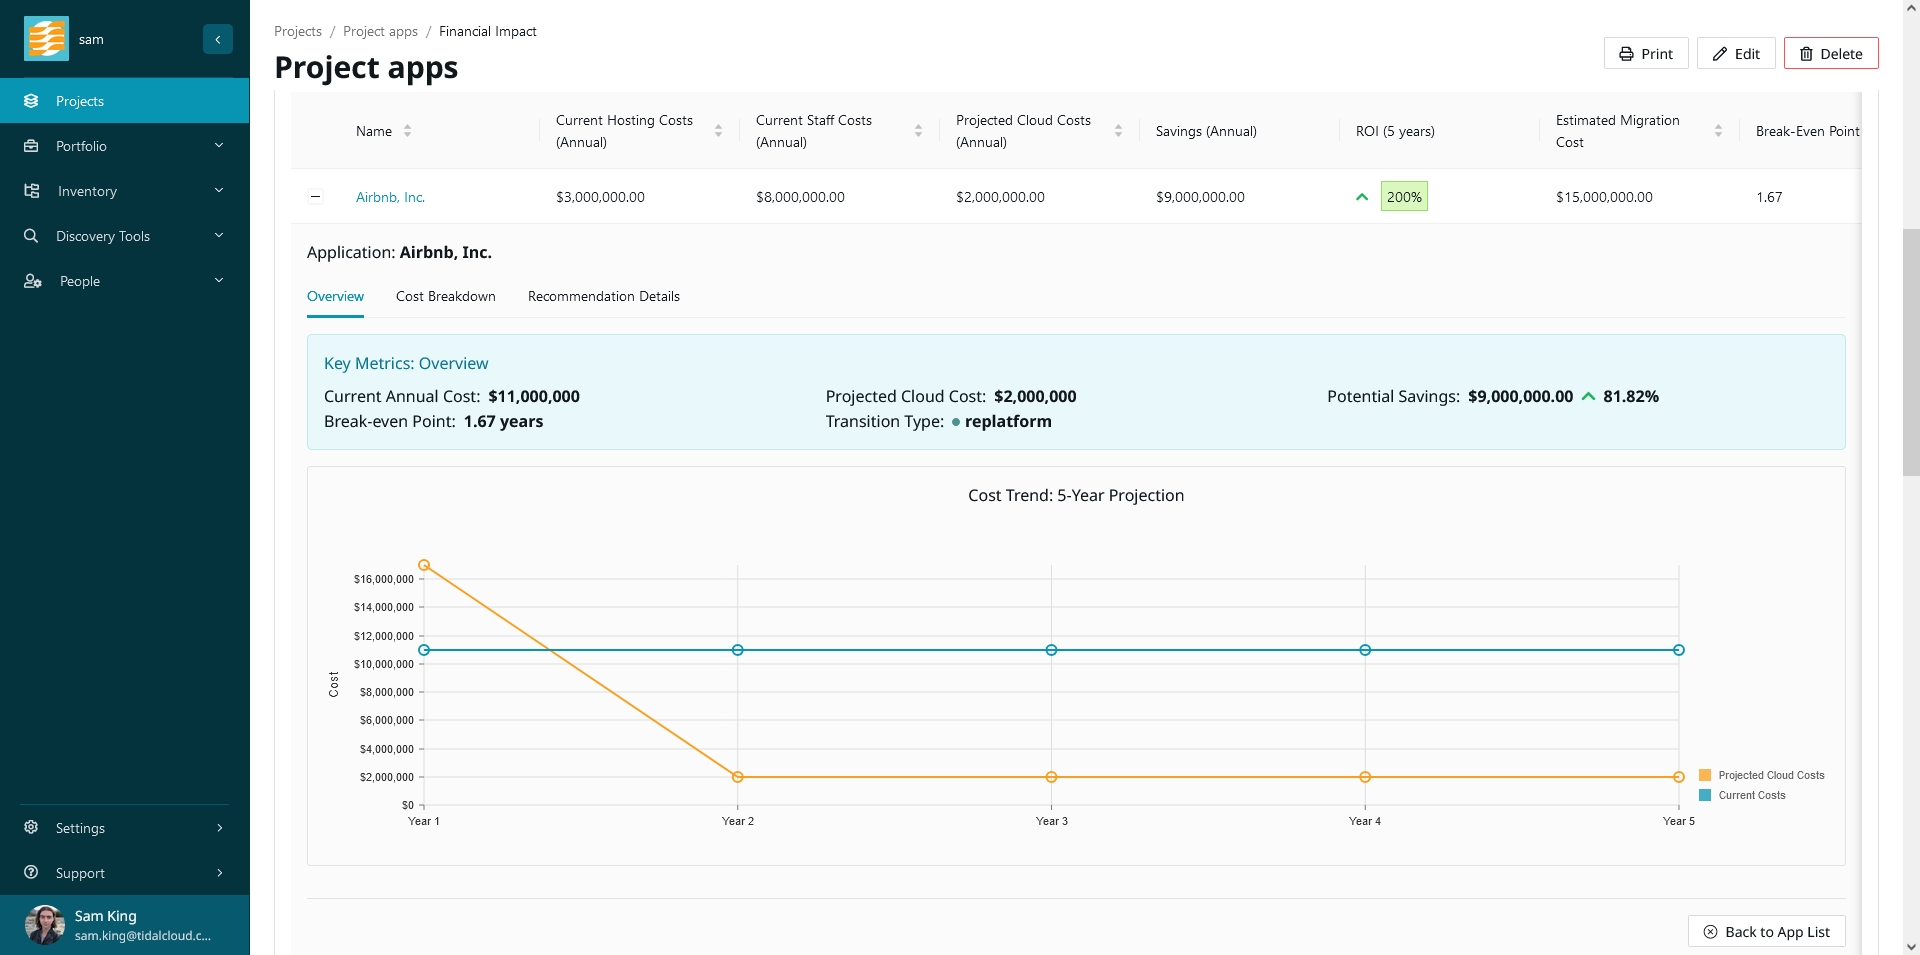 sam
Projects
Portfolio
Inventory
Discovery Tools
People
Settings
Support
Sam King
sam.king@tidalcloud.c...
Projects / Project apps / Financial Impact
Project apps
Print
Edit
Delete
Name
Current Hosting Costs
(Annual)
Current Staff Costs
(Annual)
Projected Cloud Costs
(Annual)
Savings (Annual)
ROI (5 years)
Estimated Migration
Cost
Break-Even Point
Airbnb, Inc. $3,000,000.00 $8,000,000.00 $2,000,000.00 $9,000,000.00 200% $15,000,000.00 1.67
Application: Airbnb, Inc.
Overview Cost Breakdown Recommendation Details
Key Metrics: Overview
Current Annual Cost: $11,000,000 Projected Cloud Cost: $2,000,000 Potential Savings: $9,000,000.00 81.82%
Break-even Point: 1.67 years Transition Type: replatform
Cost Trend: 5-Year Projection
$16,000,000
$14,000,000
$12,000,000
$10,000,000
$8,000,000
$6,000,000
$4,000,000
$2,000,000
$0
Cost
Year 1 Year 2 Year 3 Year 4 Year 5
Projected Cloud Costs
Current Costs
Back to App List